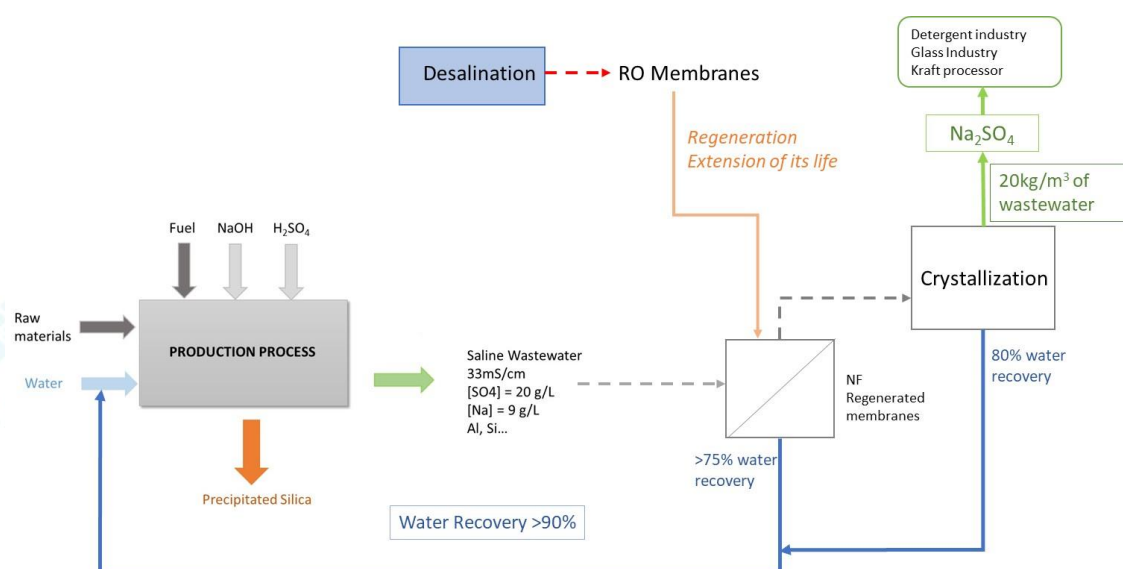 Detergent industry
Glass Industry
Kraft processor
Desalination
RO Membranes
Na₂SO₄
Regeneration
Extension of its life
20kg/m³ of
wastewater
Fuel
NaOH
H₂SO₄
Crystallization
Raw
materials
PRODUCTION PROCESS
Saline Wastewater
33mS/cm
[SO4] = 20 g/L
[Na] = 9 g/L
Al, Si...
Water
80% water
recovery
NF
Regenerated
membranes
>75% water
recovery
Precipitated Silica
Water Recovery >90%